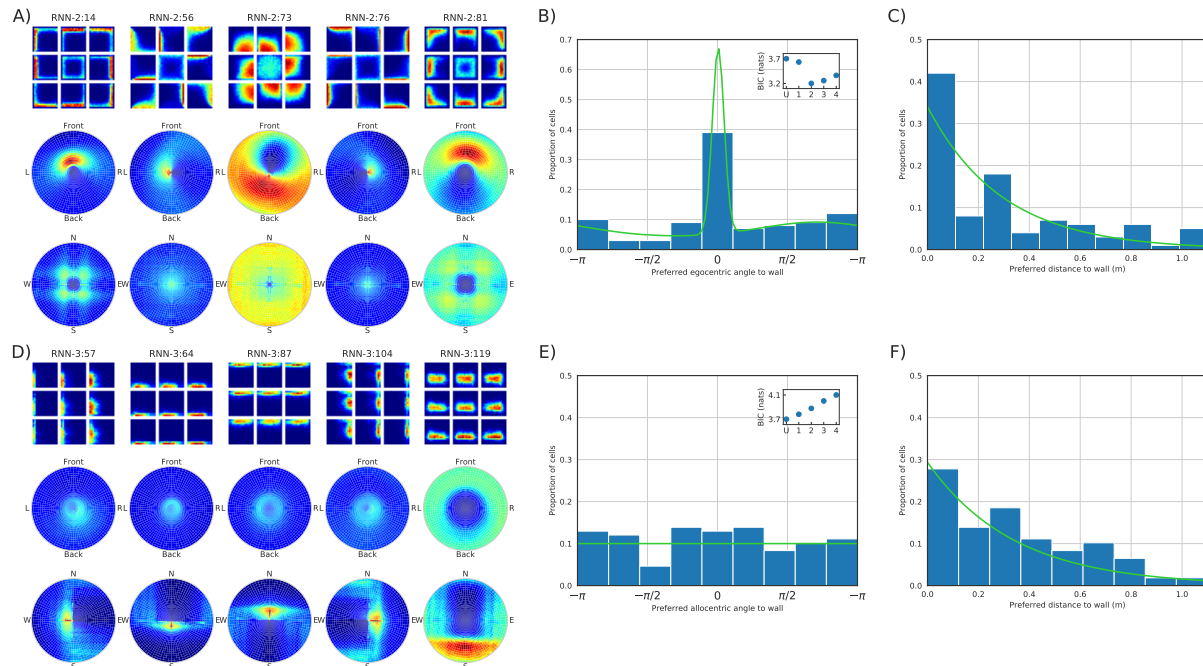 A)
RNN-2:14 RNN-2:56 RNN-2:73 RNN-2:76 RNN-2:81
Front Front Front Front Front
L RL RL RL RL R
Back Back Back Back Back
N N N N N
W EW EW EW EW E
S S S S S
B)
0.7
0.6
0.5
0.4
0.3
0.2
0.1
0.0
Proportion of cells
−π −π/2 0 π/2 −π
Preferred egocentric angle to wall
BIC (nats)
3.7
3.2
U 1 2 3 4
C)
0.5
0.4
0.3
0.2
0.1
0.0
Proportion of cells
0.0 0.2 0.4 0.6 0.8 1.0
Preferred distance to wall (m)
D)
RNN-3:57 RNN-3:64 RNN-3:87 RNN-3:104 RNN-3:119
Front Front Front Front Front
L RL RL RL RL R
Back Back Back Back Back
N N N N N
W EW EW EW EW E
S S S S S
E)
0.5
0.4
0.3
0.2
0.1
0.0
Proportion of cells
−π −π/2 0 π/2 −π
Preferred allocentric angle to wall
BIC (nats)
4.1
3.7
U 1 2 3 4
F)
0.5
0.4
0.3
0.2
0.1
0.0
Proportion of cells
0.0 0.2 0.4 0.6 0.8 1.0
Preferred distance to wall (m)